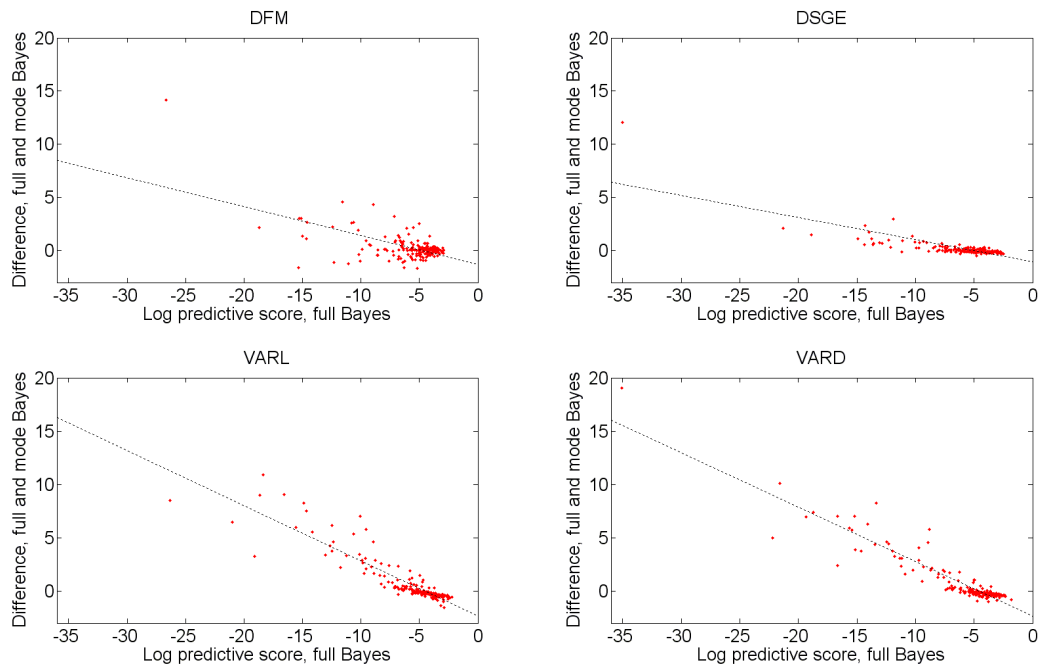 DFM
20
15
10
5
0
-35 -30 -25 -20 -15 -10 -5 0
Difference, full and mode Bayes
Log predictive score, full Bayes
DSGE
20
15
10
5
0
-35 -30 -25 -20 -15 -10 -5 0
Difference, full and mode Bayes
Log predictive score, full Bayes
VARL
20
15
10
5
0
-35 -30 -25 -20 -15 -10 -5 0
Difference, full and mode Bayes
Log predictive score, full Bayes
VARD
20
15
10
5
0
-35 -30 -25 -20 -15 -10 -5 0
Difference, full and mode Bayes
Log predictive score, full Bayes